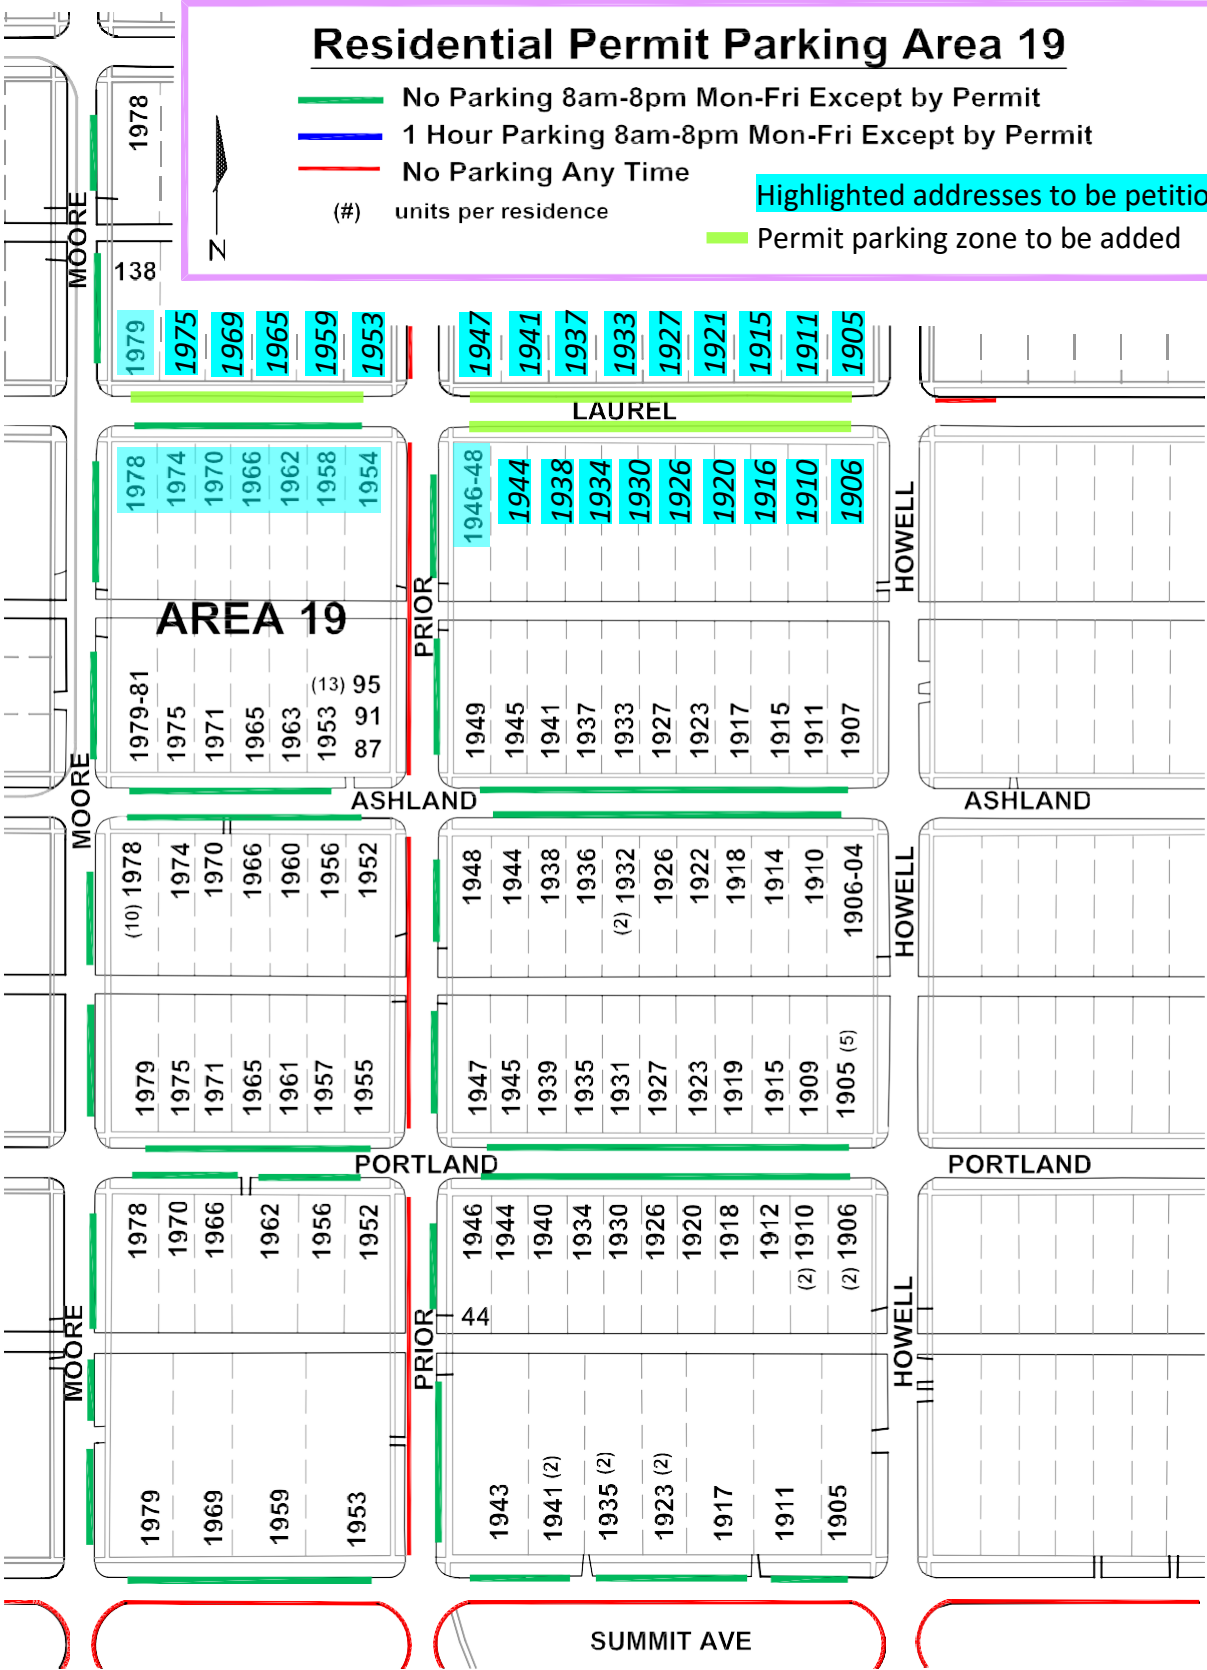 Residential Permit Parking Area 19
No Parking 8am-8pm Mon-Fri Except by Permit
1 Hour Parking 8am-8pm Mon-Fri Except by Permit
No Parking Any Time
(#) units per residence
Highlighted addresses to be petitio
Permit parking zone to be added
N
1978
MOORE
138
1979 1975 1969 1965 1959 1953
1947 1941 1937 1933 1927 1921 1915 1911 1905
LAUREL
1978 1974 1970 1966 1962 1958 1954
1946-48 1944 1938 1934 1930 1926 1920 1916 1910 1906
HOWELL
PRIOR
AREA 19
1979-81 1975 1971 1965 1963 1953 (13) 95
91
87
1949 1945 1941 1937 1933 1927 1923 1917 1915 1911 1907
MOORE
ASHLAND
ASHLAND
(10) 1978 1974 1970 1966 1960 1956 1952
1948 1944 1938 1936 (2) 1932 1926 1922 1918 1914 1910 1906-04
HOWELL
1979 1975 1971 1965 1961 1957 1955
1947 1945 1939 1935 1931 1927 1923 1919 1915 1909 1905 (5)
PORTLAND
PORTLAND
1978 1970 1966 1962 1956 1952
1946 1944 1940 1934 1930 1926 1920 1918 1912 (2) 1910 (2) 1906
44
MOORE
PRIOR
HOWELL
1979 1969 1959 1953
1943 1941 (2) 1935 (2) 1923 (2) 1917 1911 1905
SUMMIT AVE